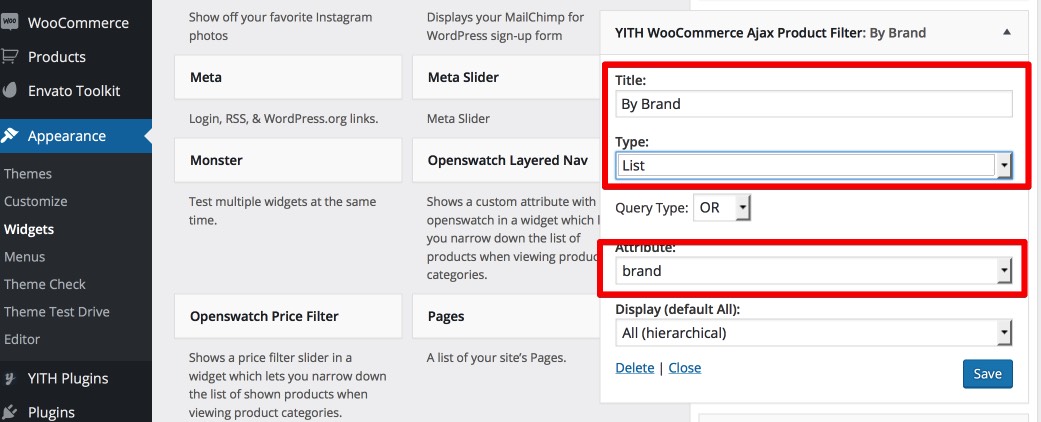 WooCommerce
Products
Envato Toolkit
Appearance
Themes
Customize
Widgets
Menus
Theme Check
Theme Test Drive
Editor
YITH Plugins
Plugins
Show off your favorite Instagram
photos
Meta
Login, RSS, & WordPress.org links.
Monster
Test multiple widgets at the same
time.
Openswatch Price Filter
Shows a price filter slider in a
widget which lets you narrow down
the list of shown products when
viewing product categories.
Displays your MailChimp for
WordPress sign-up form
Meta Slider
Meta Slider
Openswatch Layered Nav
Shows a custom attribute with
openswatch in a widget which l
you narrow down the list of
products when viewing produc
categories.
Pages
A list of your site's Pages.
YITH WooCommerce Ajax Product Filter: By Brand
Title:
By Brand
Type:
List
Query Type: OR
Attribute:
brand
Display (default All):
All (hierarchical)
Delete | Close
Save